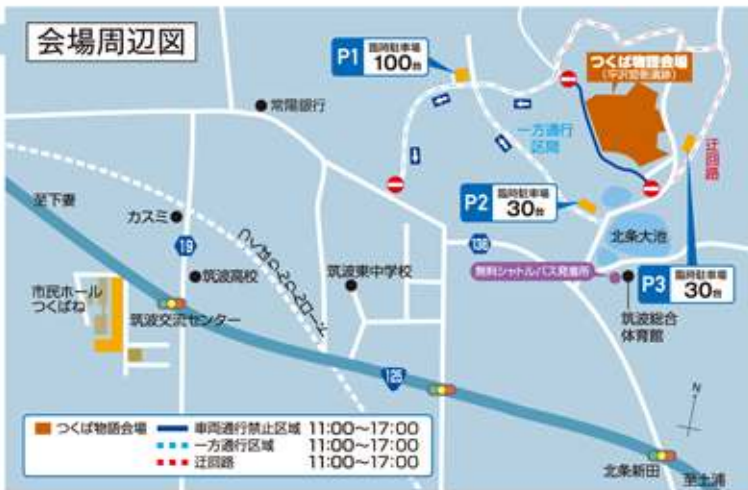 会場周辺図
P1 臨時駐車場
100台
つくば物語会場
(平沢官衙遺跡)
常陽銀行
一方通行
区間
迂回路
至下妻
カスミ
19
P2 臨時駐車場
30台
138
北条大池
つくばりんりんロード
筑波高校
筑波東中学校
無料シャトルバス発着所
P3 臨時駐車場
30台
市民ホール
つくばね
筑波交流センター
筑波総合
体育館
125
N
つくば物語会場
車両通行禁止区域 11:00~17:00
一方通行区域 11:00~17:00
迂回路 11:00~17:00
北条新田
至土浦